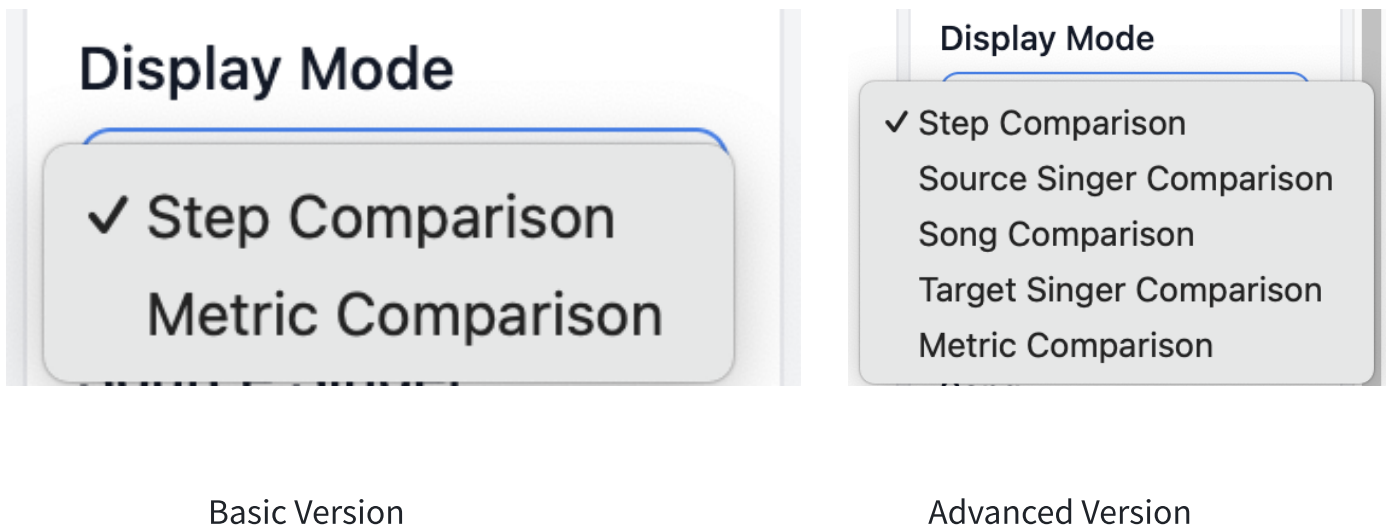 Display Mode
✓ Step Comparison
Metric Comparison
Basic Version
Display Mode
✓ Step Comparison
Source Singer Comparison
Song Comparison
Target Singer Comparison
Metric Comparison
Advanced Version